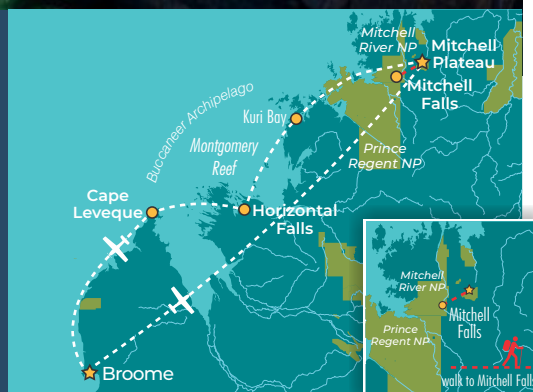 Mitchell
River NP
Mitchell
Plateau
Mitchell
Falls
Buccaneer Archipelago
Kuri Bay
Montgomery
Reef
Prince
Regent NP
Cape
Leveque
Horizontal
Falls
Broome
Mitchell
River NP
Mitchell
Falls
Prince
Regent NP
walk to Mitchell Falls